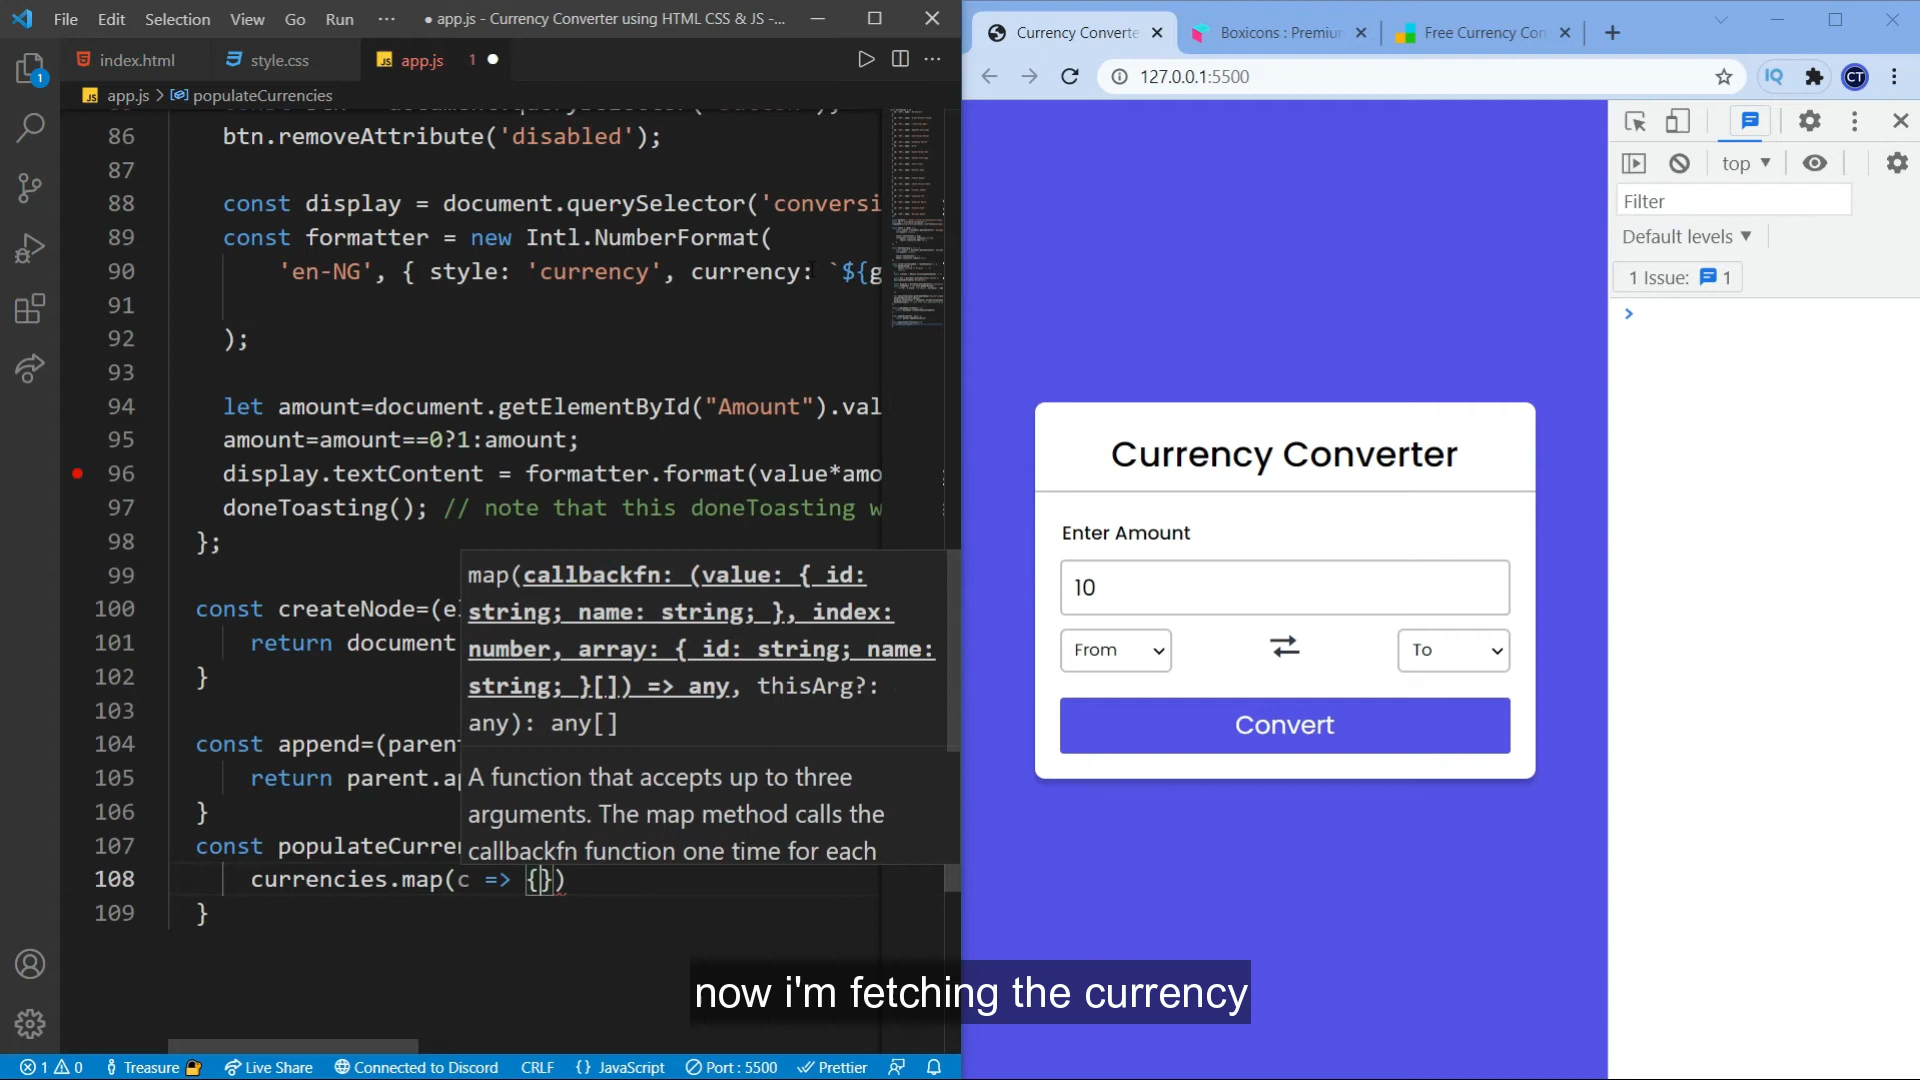 File Edit Selection View Go Run ··· ● app.js - Currency Converter using HTML CSS & JS -...
index.html style.css app.js 1
app.js > populateCurrencies
86 btn.removeAttribute('disabled');
87
88 const display = document.querySelector('conversi
89 const formatter = new Intl.NumberFormat(
90 'en-NG', { style: 'currency', currency: `${g
91
92 );
93
94 let amount=document.getElementById("Amount").val
95 amount=amount==0?1:amount;
96 display.textContent = formatter.format(value*amo
97 doneToasting(); // note that this doneToasting w
98 };
99
100 const createNode=(el
101 return document
102 }
103
104 const append=(parent
105 return parent.ap
106 }
107 const populateCurren
108 currencies.map(c => {})
109 }
map(callbackfn: (value: { id:
string; name: string; }, index:
number, array: { id: string; name:
string; }[]) => any, thisArg?:
any): any[]
A function that accepts up to three
arguments. The map method calls the
callbackfn function one time for each
1 0 Treasure Live Share Connected to Discord CRLF {} JavaScript Port : 5500 Prettier
Currency Converte Boxicons : Premiur Free Currency Con
127.0.0.1:5500 IQ CT
top
Filter
Default levels
1 Issue: 1
Currency Converter
Enter Amount
10
From To
Convert
now i'm fetching the currency